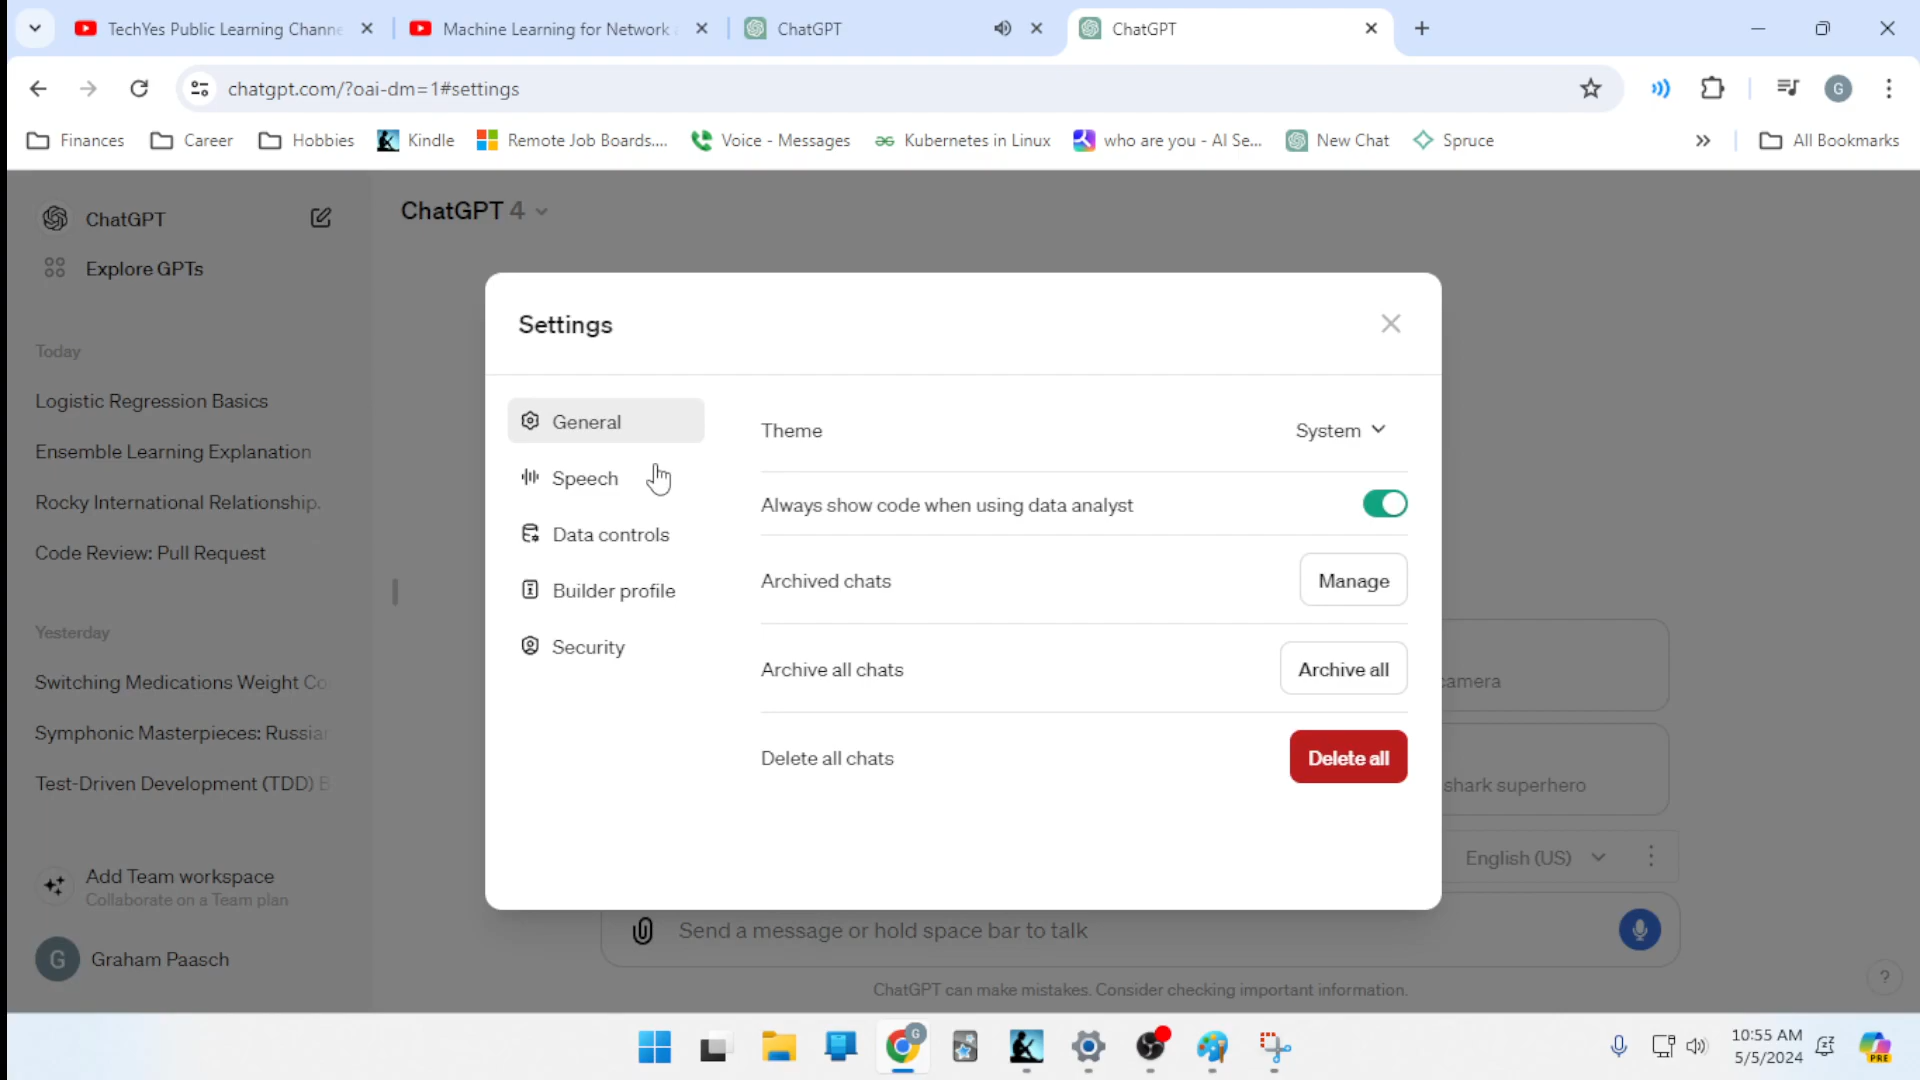 TechYes Public Learning Channe
Machine Learning for Network
ChatGPT
ChatGPT
chatgpt.com/?oai-dm=1#settings
G
Finances
Career
Hobbies
Kindle
Remote Job Boards....
Voice - Messages
Kubernetes in Linux
who are you - AI Se...
New Chat
Spruce
All Bookmarks
ChatGPT
Explore GPTs
Today
Logistic Regression Basics
Ensemble Learning Explanation
Rocky International Relationship.
Code Review: Pull Request
Yesterday
Switching Medications Weight Co
Symphonic Masterpieces: Russia
Test-Driven Development (TDD) B
Add Team workspace
Collaborate on a Team plan
G
Graham Paasch
ChatGPT 4
Settings
General
Speech
Data controls
Builder profile
Security
Theme
System
Always show code when using data analyst
Archived chats
Manage
Archive all chats
Archive all
Delete all chats
Delete all
camera
shark superhero
English (US)
Send a message or hold space bar to talk
ChatGPT can make mistakes. Consider checking important information.
?
G
10:55 AM
5/5/2024
PRE